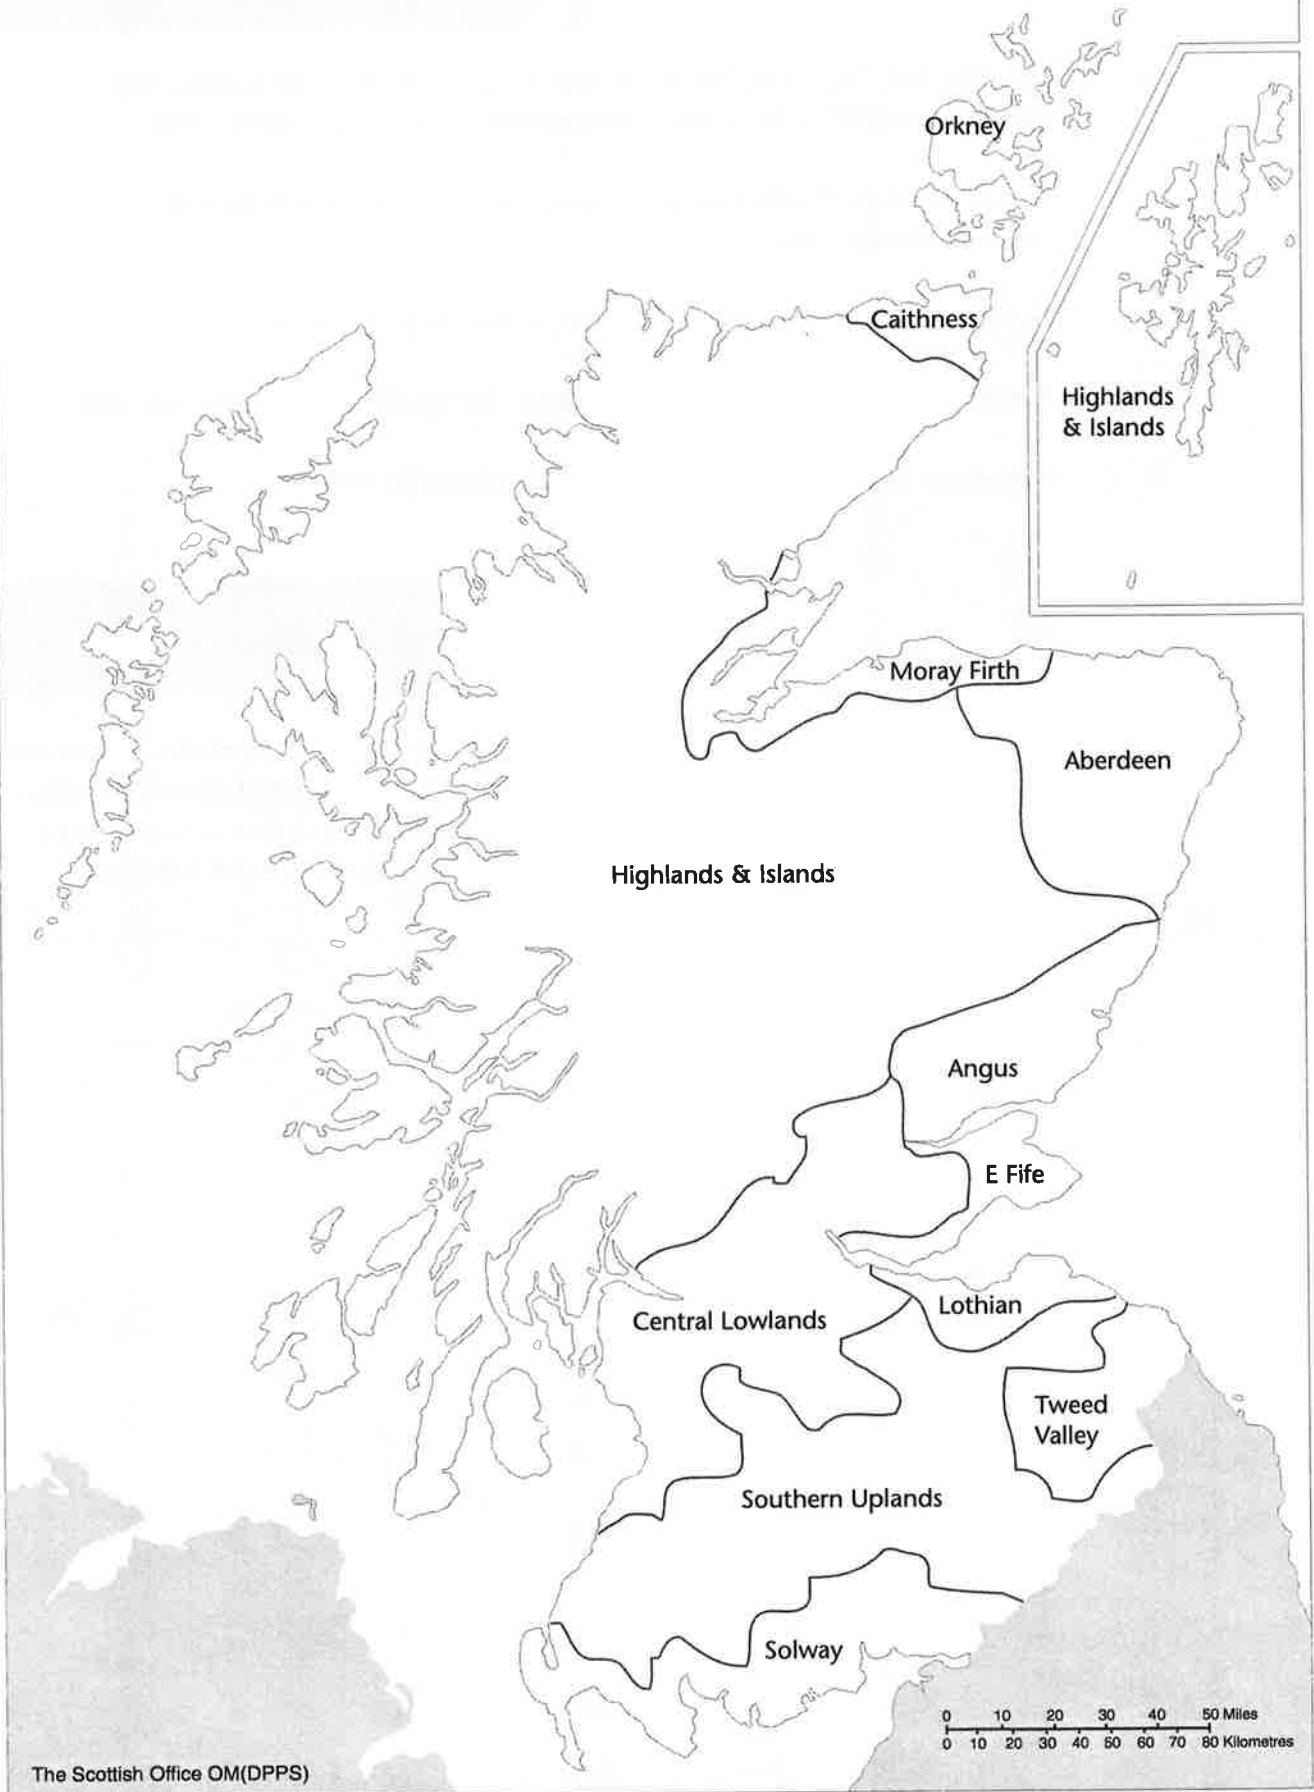 Orkney
Caithness
Highlands
& Islands
Moray Firth
Aberdeen
Highlands & Islands
Angus
E Fife
Lothian
Central Lowlands
Tweed
Valley
Southern Uplands
Solway
0 10 20 30 40 50 Miles
0 10 20 30 40 50 60 70 80 Kilometres
The Scottish Office OM(DPPS)